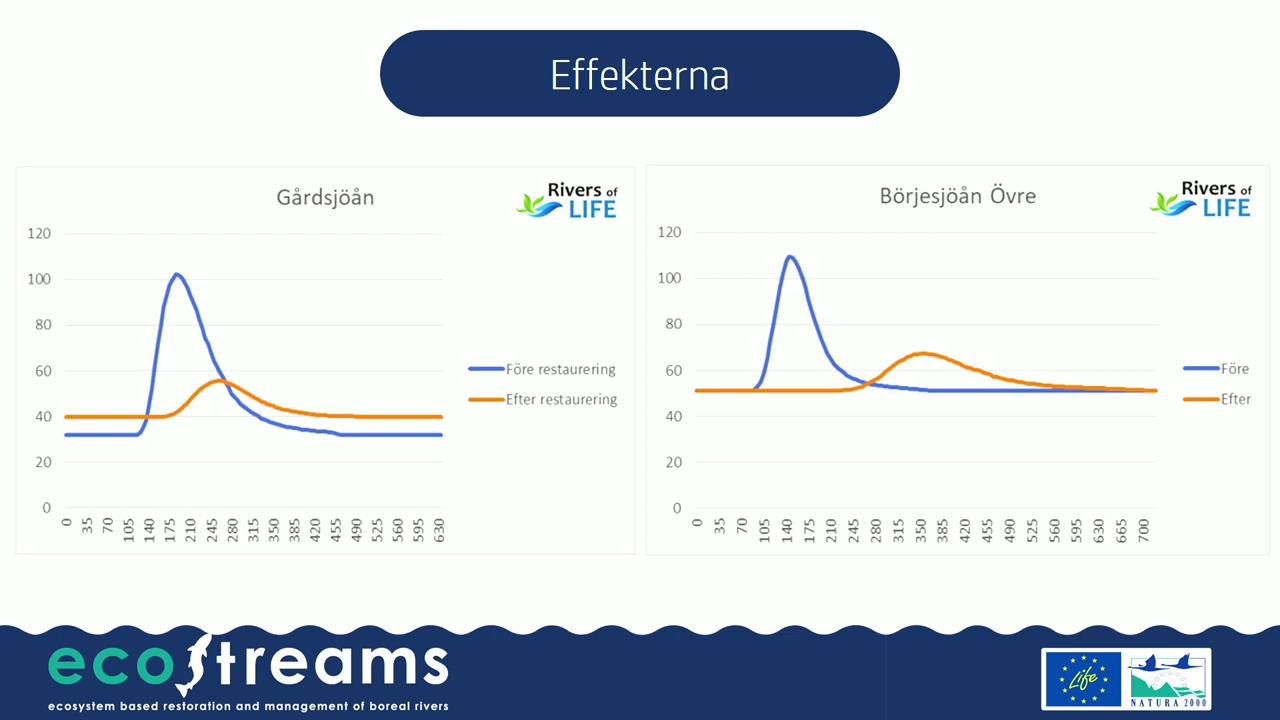 Effekterna
Gårdsjöån
Rivers of
LIFE
120
100
80
60
40
20
0
0 35 70 105 140 175 210 245 280 315 350 385 420 455 490 525 560 595 630
Före restaurering
Efter restaurering
Börjesjöån Övre
Rivers of
LIFE
120
100
80
60
40
20
0
0 35 70 105 140 175 210 245 280 315 350 385 420 455 490 525 560 595 630 665 700
Före
Efter
ecostreams
ecosystem based restoration and management of boreal rivers
Life
NATURA 2000